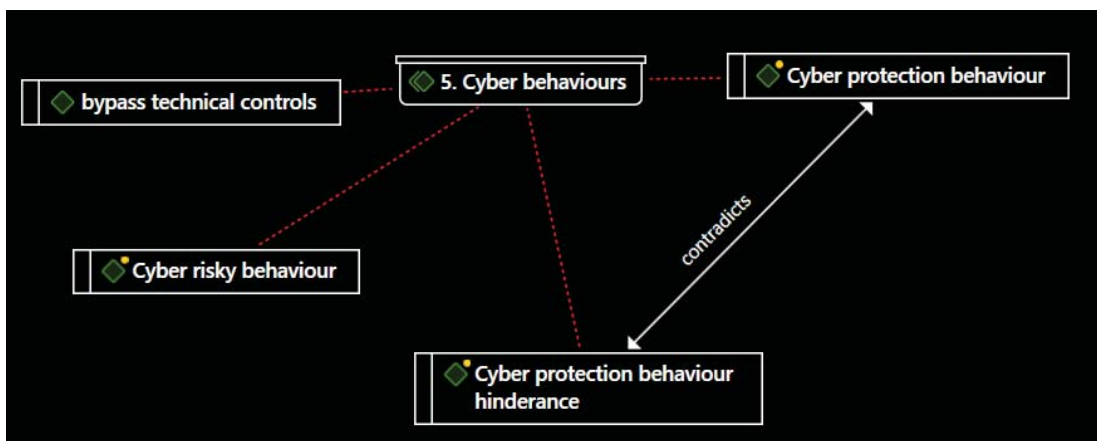 5. Cyber behaviours
Cyber protection behaviour
bypass technical controls
contradicts
Cyber risky behaviour
Cyber protection behaviour
hinderance